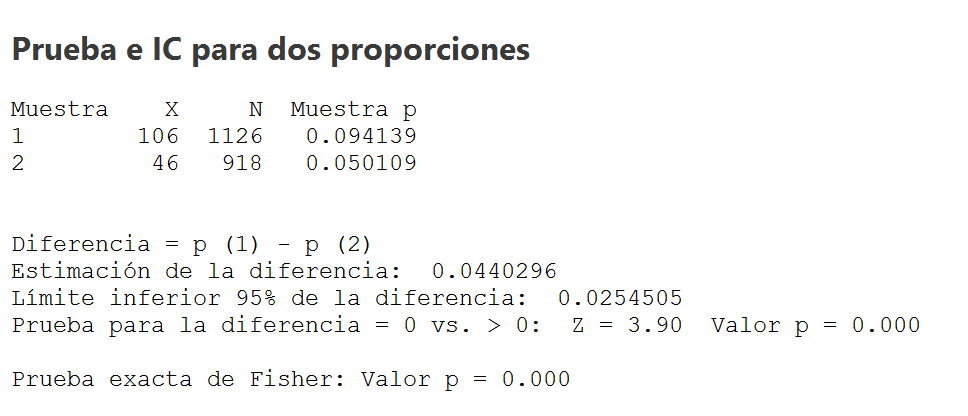 Prueba e IC para dos proporciones
Muestra X N Muestra p
1 106 1126 0.094139
2 46 918 0.050109
Diferencia = p (1) - p (2)
Estimación de la diferencia: 0.0440296
Límite inferior 95% de la diferencia: 0.0254505
Prueba para la diferencia = 0 vs. > 0: Z = 3.90 Valor p = 0.000
Prueba exacta de Fisher: Valor p = 0.000